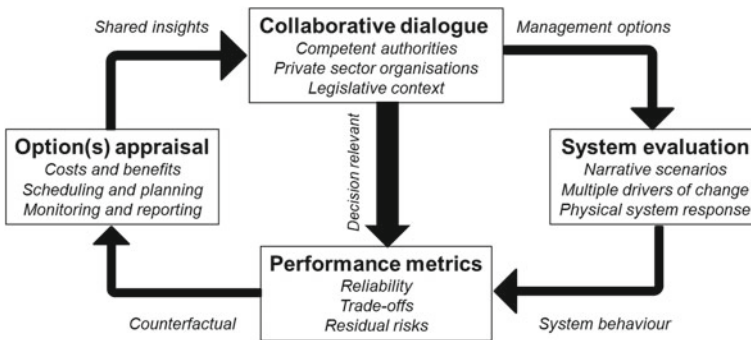 Shared insights
Collaborative dialogue
Competent authorities
Private sector organisations
Legislative context
Management options
Option(s) appraisal
Costs and benefits
Scheduling and planning
Monitoring and reporting
Decision relevant
System evaluation
Narrative scenarios
Multiple drivers of change
Physical system response
Performance metrics
Reliability
Trade-offs
Residual risks
Counterfactual
System behaviour